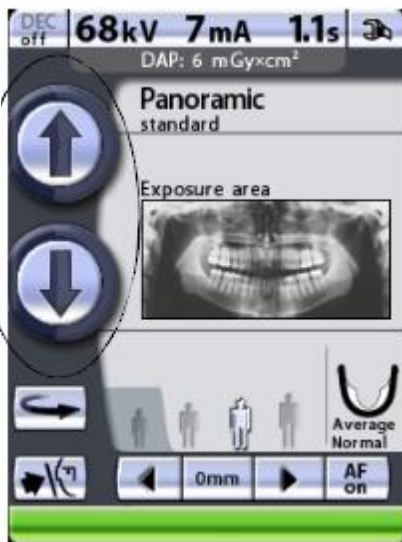 DEC off 68kV 7mA 1.1s
DAP: 6 mGy×cm²
Panoramic
standard
Exposure area
Average
Normal
0mm
AF
on